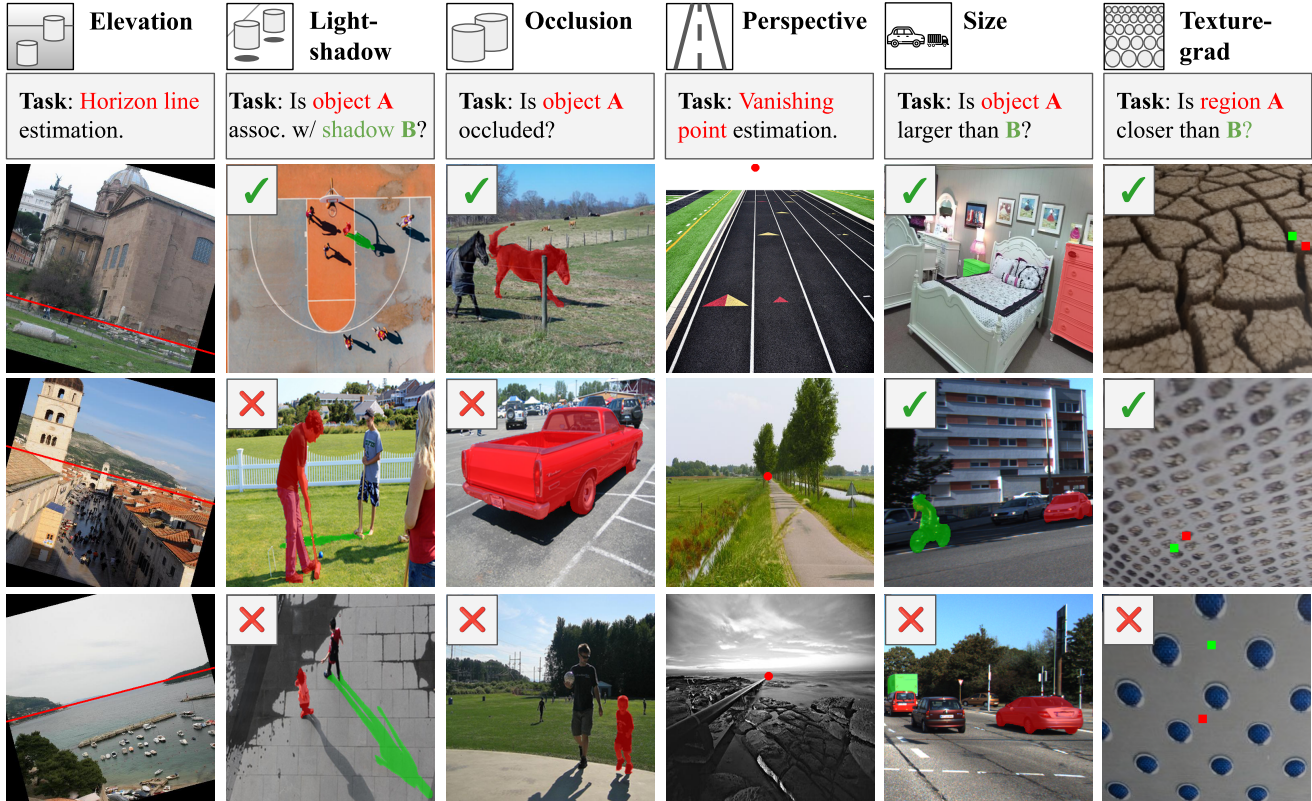 Elevation
Light-
shadow
Occlusion
Perspective
Size
Texture-
grad
Task: Horizon line
estimation.
Task: Is object A
assoc. w/ shadow B?
Task: Is object A
occluded?
Task: Vanishing
point estimation.
Task: Is object A
larger than B?
Task: Is region A
closer than B?